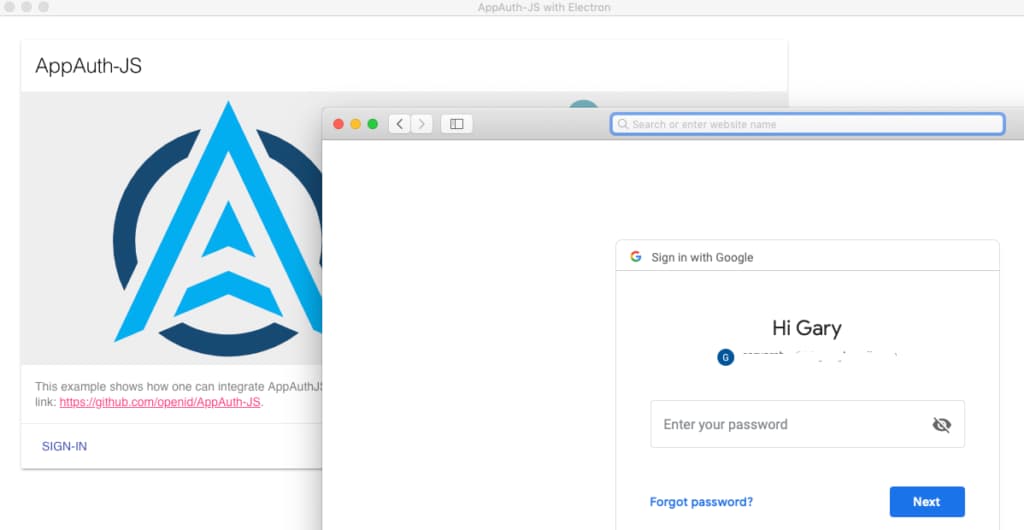 AppAuth-JS with Electron
AppAuth-JS
This example shows how one can integrate AppAuthJS
link: https://github.com/openid/AppAuth-JS.
SIGN-IN
Search or enter website name
G Sign in with Google
Hi Gary
G
Enter your password
Forgot password?
Next